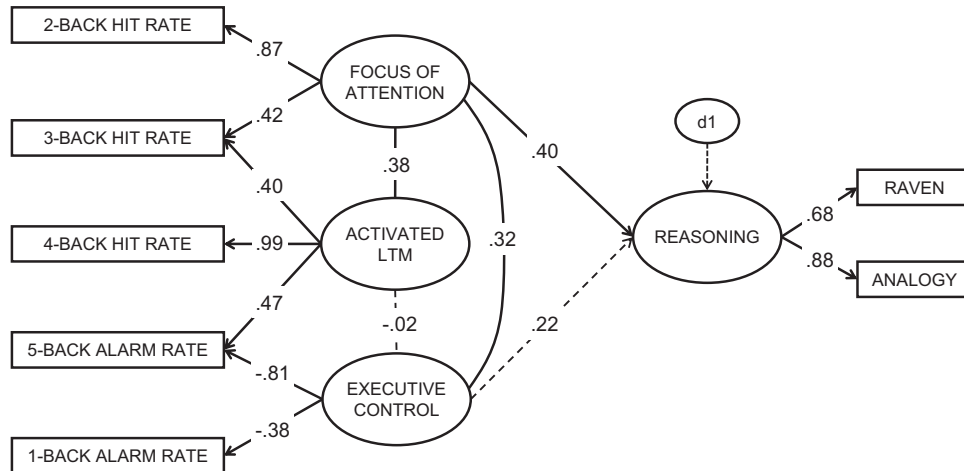 2-BACK HIT RATE
.87
FOCUS OF
ATTENTION
.42
3-BACK HIT RATE
d1
.40
.38
.40
RAVEN
.68
4-BACK HIT RATE
.99
ACTIVATED
LTM
.32
REASONING
.88
ANALOGY
.47
-.02
.22
5-BACK ALARM RATE
-.81
EXECUTIVE
CONTROL
-.38
1-BACK ALARM RATE